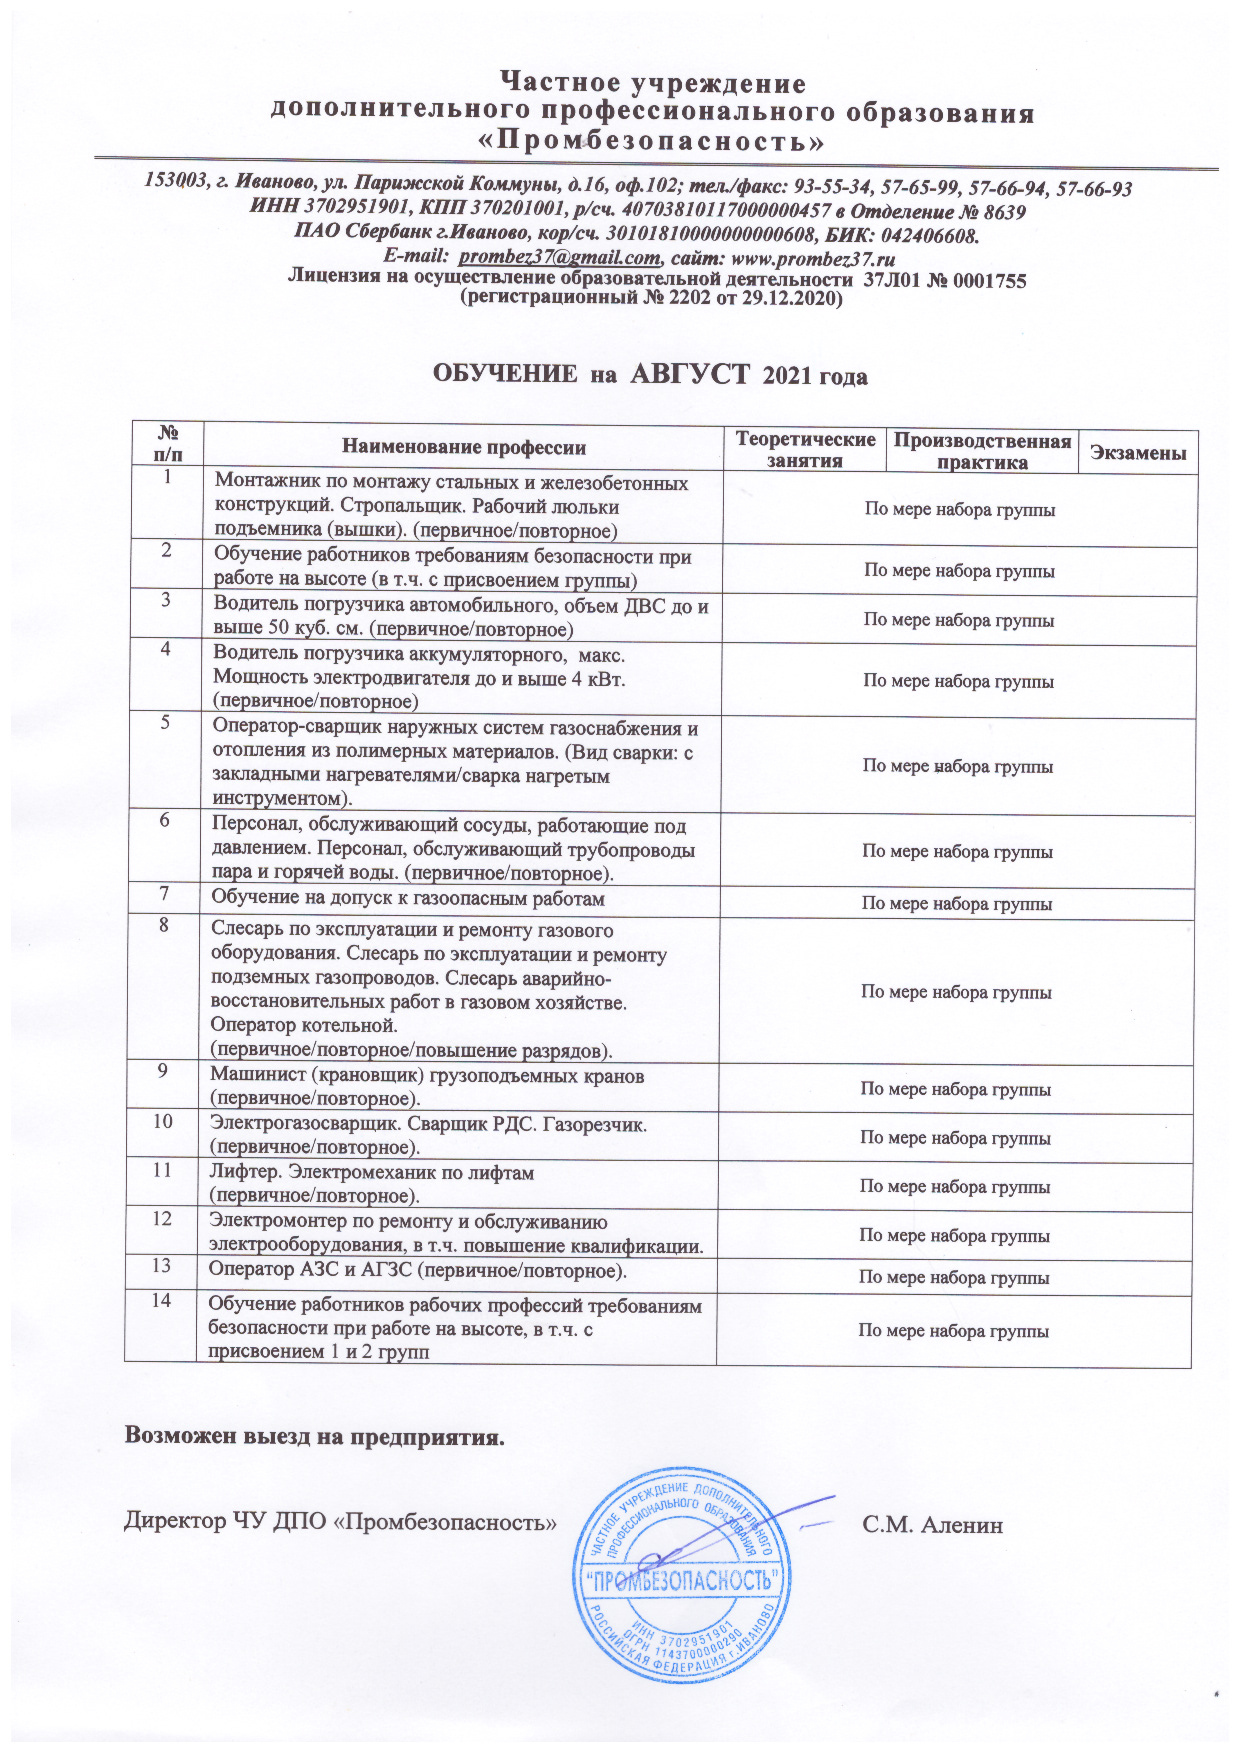 Частное учреждение
дополнительного профессионального образования
«Промбезопасность»
153003, г. Иваново, ул. Парижской Коммуны, д.16, оф.102; тел./факс: 93-55-34, 57-65-99, 57-66-94, 57-66-93
ИНН 3702951901, КПП 370201001, р/сч. 40703810117000000457 в Отделение № 8639
ПАО Сбербанк г.Иваново, кор/сч. 30101810000000000608, БИК: 042406608.
E-mail: prombez37@gmail.com, сайт: www.prombez37.ru
Лицензия на осуществление образовательной деятельности 37Л01 № 0001755
(регистрационный № 2202 от 29.12.2020)
ОБУЧЕНИЕ на АВГУСТ 2021 года
№
п/п
Наименование профессии
Теоретические
занятия
Производственная
практика
Экзамены
1
Монтажник по монтажу стальных и железобетонных
конструкций. Стропальщик. Рабочий люльки
подъемника (вышки). (первичное/повторное)
По мере набора группы
2
Обучение работников требованиям безопасности при
работе на высоте (в т.ч. с присвоением группы)
По мере набора группы
3
Водитель погрузчика автомобильного, объем ДВС до и
выше 50 куб. см. (первичное/повторное)
По мере набора группы
4
Водитель погрузчика аккумуляторного, макс.
Мощность электродвигателя до и выше 4 кВт.
(первичное/повторное)
По мере набора группы
5
Оператор-сварщик наружных систем газоснабжения и
отопления из полимерных материалов. (Вид сварки: с
закладными нагревателями/сварка нагретым
инструментом).
По мере набора группы
6
Персонал, обслуживающий сосуды, работающие под
давлением. Персонал, обслуживающий трубопроводы
пара и горячей воды. (первичное/повторное).
По мере набора группы
7
Обучение на допуск к газоопасным работам
По мере набора группы
8
Слесарь по эксплуатации и ремонту газового
оборудования. Слесарь по эксплуатации и ремонту
подземных газопроводов. Слесарь аварийно-
восстановительных работ в газовом хозяйстве.
Оператор котельной.
(первичное/повторное/повышение разрядов).
По мере набора группы
9
Машинист (крановщик) грузоподъемных кранов
(первичное/повторное).
По мере набора группы
10
Электрогазосварщик. Сварщик РДС. Газорезчик.
(первичное/повторное).
По мере набора группы
11
Лифтер. Электромеханик по лифтам
(первичное/повторное).
По мере набора группы
12
Электромонтер по ремонту и обслуживанию
электрооборудования, в т.ч. повышение квалификации.
По мере набора группы
13
Оператор АЗС и АГЗС (первичное/повторное).
По мере набора группы
14
Обучение работников рабочих профессий требованиям
безопасности при работе на высоте, в т.ч. с
присвоением 1 и 2 групп
По мере набора группы
Возможен выезд на предприятия.
Директор ЧУ ДПО «Промбезопасность»
С.М. Аленин
ЧАСТНОЕ УЧРЕЖДЕНИЕ ДОПОЛНИТЕЛЬНОГО
ПРОФЕССИОНАЛЬНОГО ОБРАЗОВАНИЯ
"ПРОМБЕЗОПАСНОСТЬ"
ИНН 3702951901
ОГРН 1143700000290
РОССИЙСКАЯ ФЕДЕРАЦИЯ г.ИВАНОВО